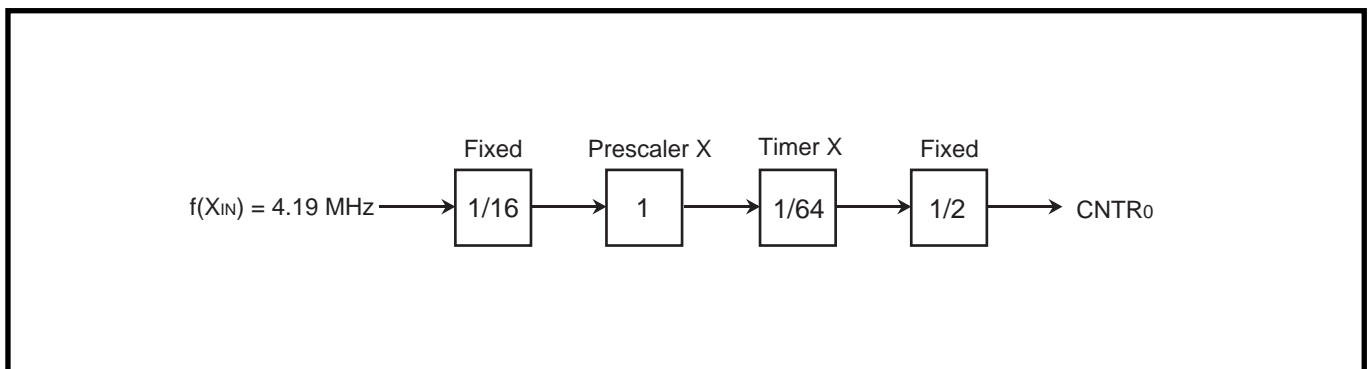 Fixed Prescaler X Timer X Fixed
f(XIN) = 4.19 MHz 1/16 1 1/64 1/2 CNTR0